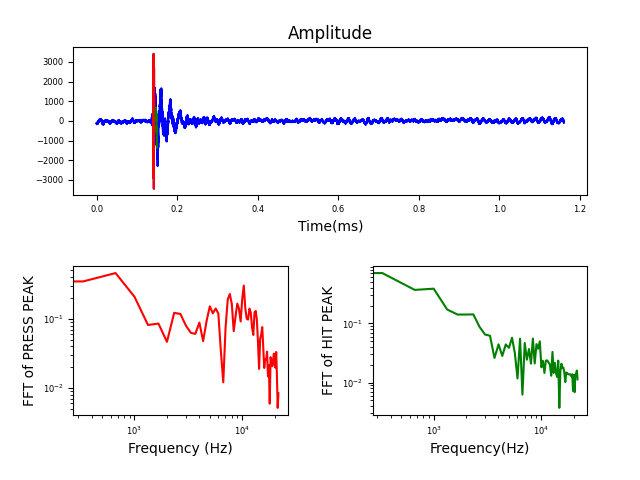 Amplitude
3000
2000
1000
0
−1000
−2000
−3000
0.0 0.2 0.4 0.6 0.8 1.0 1.2
Time(ms)
FFT of PRESS PEAK
10⁻¹
10⁻²
10³ 10⁴
Frequency (Hz)
FFT of HIT PEAK
10⁻¹
10⁻²
10³ 10⁴
Frequency(Hz)